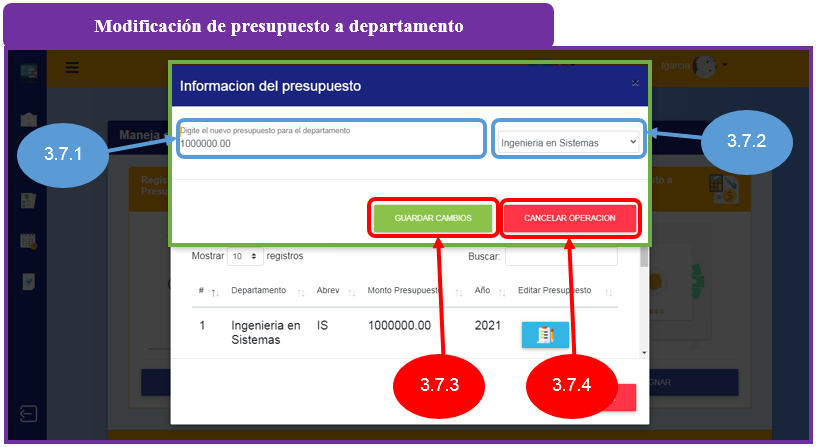 Modificación de presupuesto a departamento
tgarcia
Informacion del presupuesto
×
Maneja
Digite el nuevo presupuesto para el departamento
1000000.00
Ingenieria en Sistemas
3.7.1
3.7.2
Regis
Presu
to a
GUARDAR CAMBIOS
CANCELAR OPERACION
Mostrar 10 registros
Buscar:
# Departamento Abrev Monto Presupuesto Año Editar Presupuesto
1 Ingenieria en Sistemas IS 1000000.00 2021
3.7.3
3.7.4
GNAR